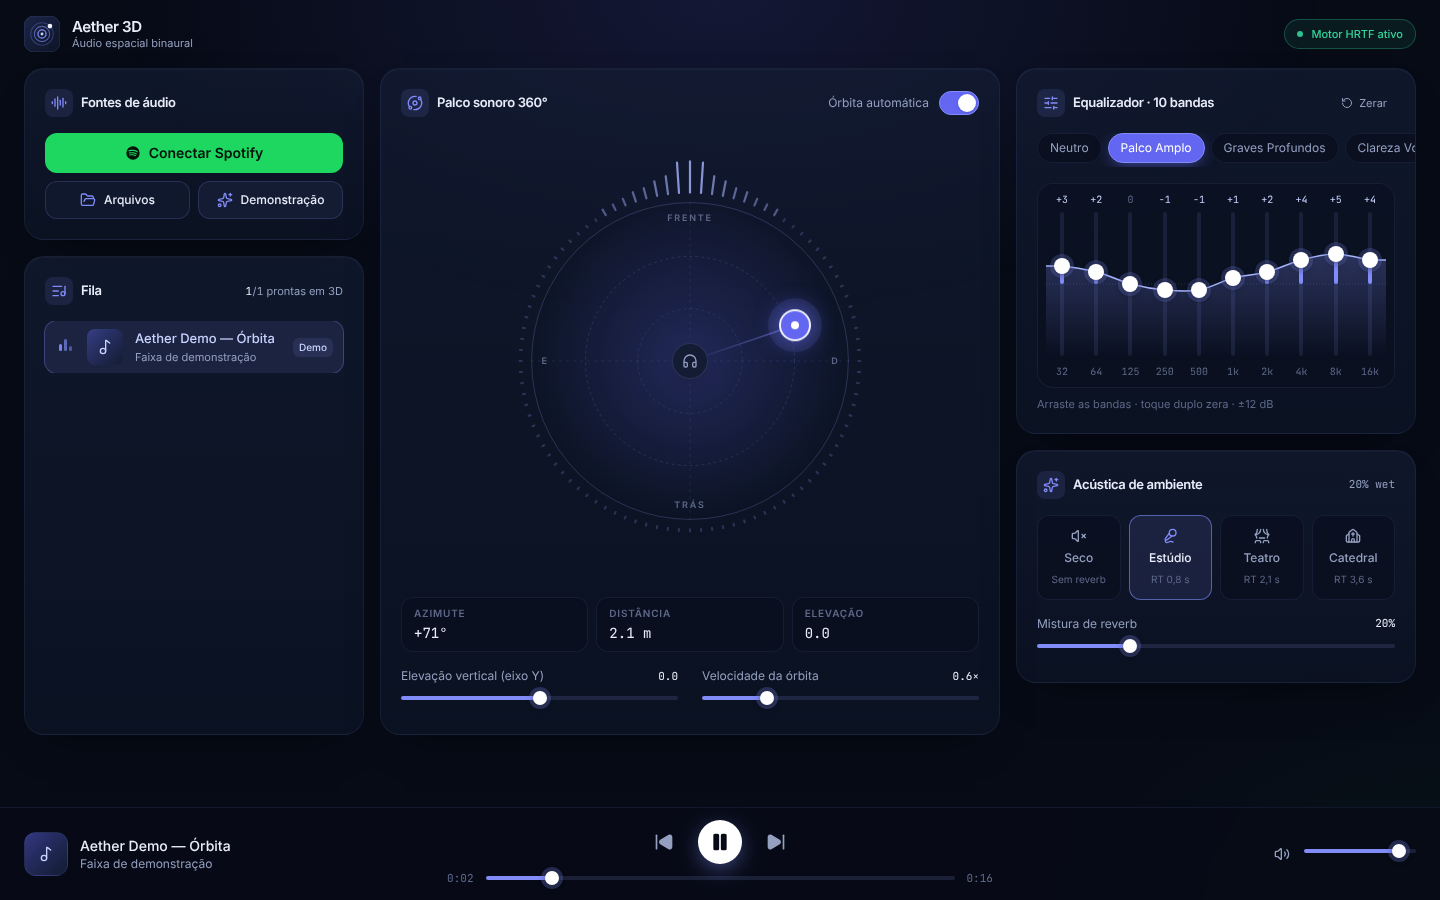 Aether 3D
Áudio espacial binaural
Motor HRTF ativo
Fontes de áudio
Conectar Spotify
Arquivos
Demonstração
Fila
1/1 prontas em 3D
Aether Demo — Órbita
Faixa de demonstração
Demo
Palco sonoro 360°
Órbita automática
FRENTE
E
D
TRÁS
AZIMUTE
+71°
DISTÂNCIA
2.1 m
ELEVAÇÃO
0.0
Elevação vertical (eixo Y)
0.0
Velocidade da órbita
0.6×
Equalizador · 10 bandas
Zerar
Neutro
Palco Amplo
Graves Profundos
Clareza Vo
+3 +2 0 -1 -1 +1 +2 +4 +5 +4
32 64 125 250 500 1k 2k 4k 8k 16k
Arraste as bandas · toque duplo zera · ±12 dB
Acústica de ambiente
20% wet
Seco
Sem reverb
Estúdio
RT 0,8 s
Teatro
RT 2,1 s
Catedral
RT 3,6 s
Mistura de reverb
20%
Aether Demo — Órbita
Faixa de demonstração
0:02
0:16